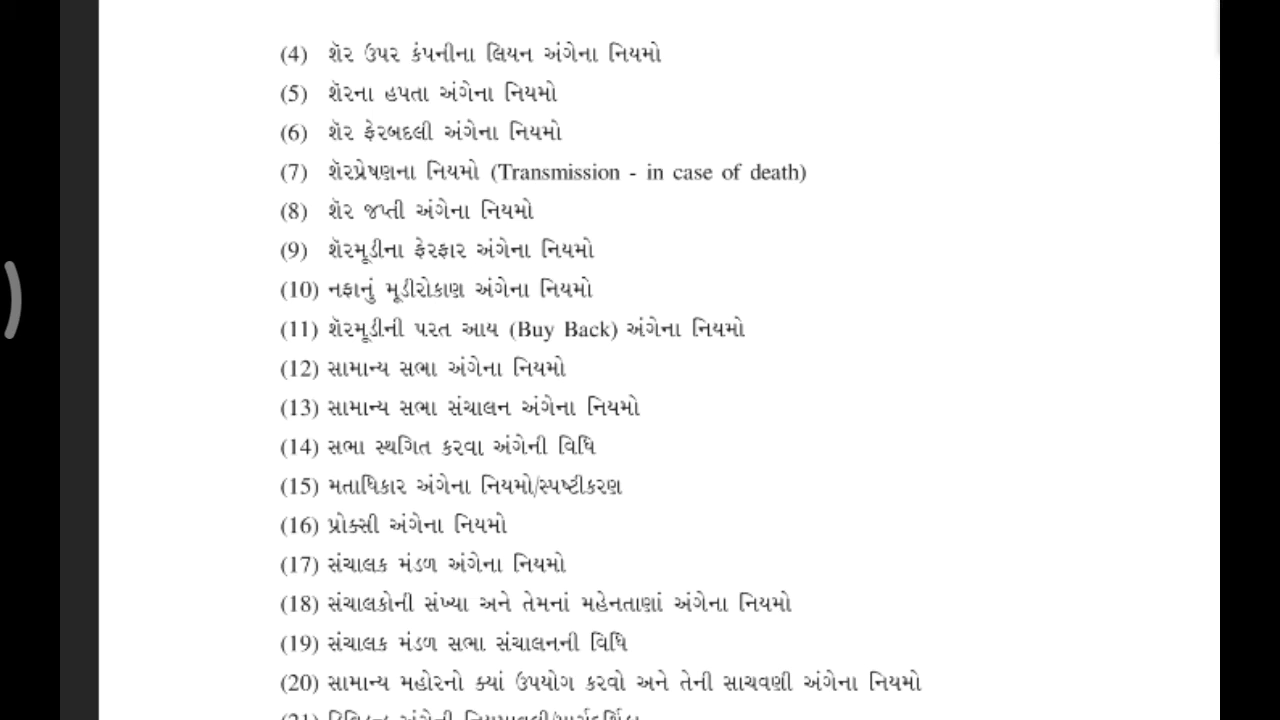 (4) શૅર ઉપર કંપનીના લિયન અંગેના નિયમો
(5) શૅરના હપતા અંગેના નિયમો
(6) શૅર ફેરબદલી અંગેના નિયમો
(7) શૅરપ્રેષણના નિયમો (Transmission - in case of death)
(8) શૅર જપ્તી અંગેના નિયમો
(9) શૅરમૂડીના ફેરફાર અંગેના નિયમો
(10) નફાનું મૂડીરોકાણ અંગેના નિયમો
(11) શૅરમૂડીની પરત આય (Buy Back) અંગેના નિયમો
(12) સામાન્ય સભા અંગેના નિયમો
(13) સામાન્ય સભા સંચાલન અંગેના નિયમો
(14) સભા સ્થગિત કરવા અંગેની વિધિ
(15) મતાધિકાર અંગેના નિયમો/સ્પષ્ટીકરણ
(16) પ્રોક્સી અંગેના નિયમો
(17) સંચાલક મંડળ અંગેના નિયમો
(18) સંચાલકોની સંખ્યા અને તેમનાં મહેનતાણાં અંગેના નિયમો
(19) સંચાલક મંડળ સભા સંચાલનની વિધિ
(20) સામાન્ય મહોરનો ક્યાં ઉપયોગ કરવો અને તેની સાચવણી અંગેના નિયમો